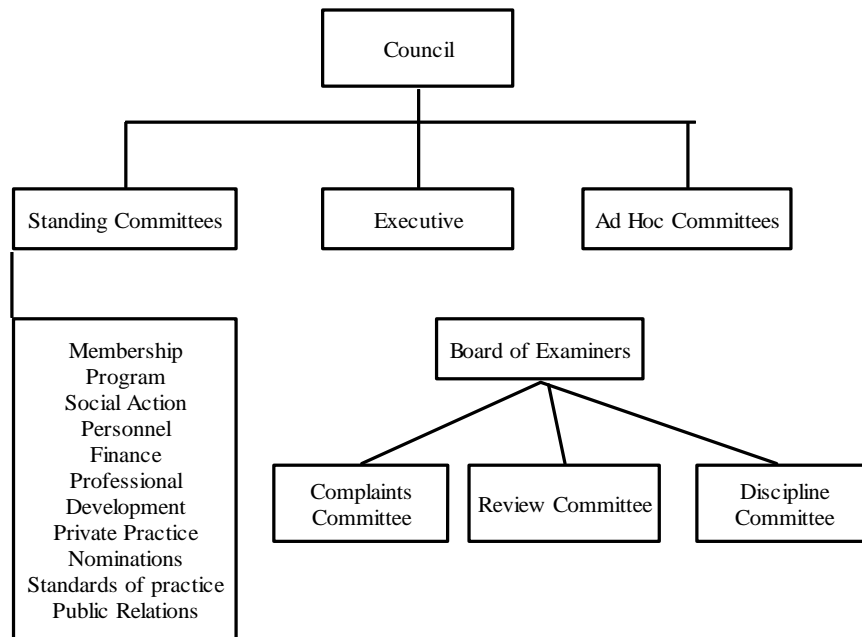 Council
Standing Committees
Executive
Ad Hoc Committees
Membership
Program
Social Action
Personnel
Finance
Professional
Development
Private Practice
Nominations
Standards of practice
Public Relations
Board of Examiners
Complaints
Committee
Review Committee
Discipline
Committee